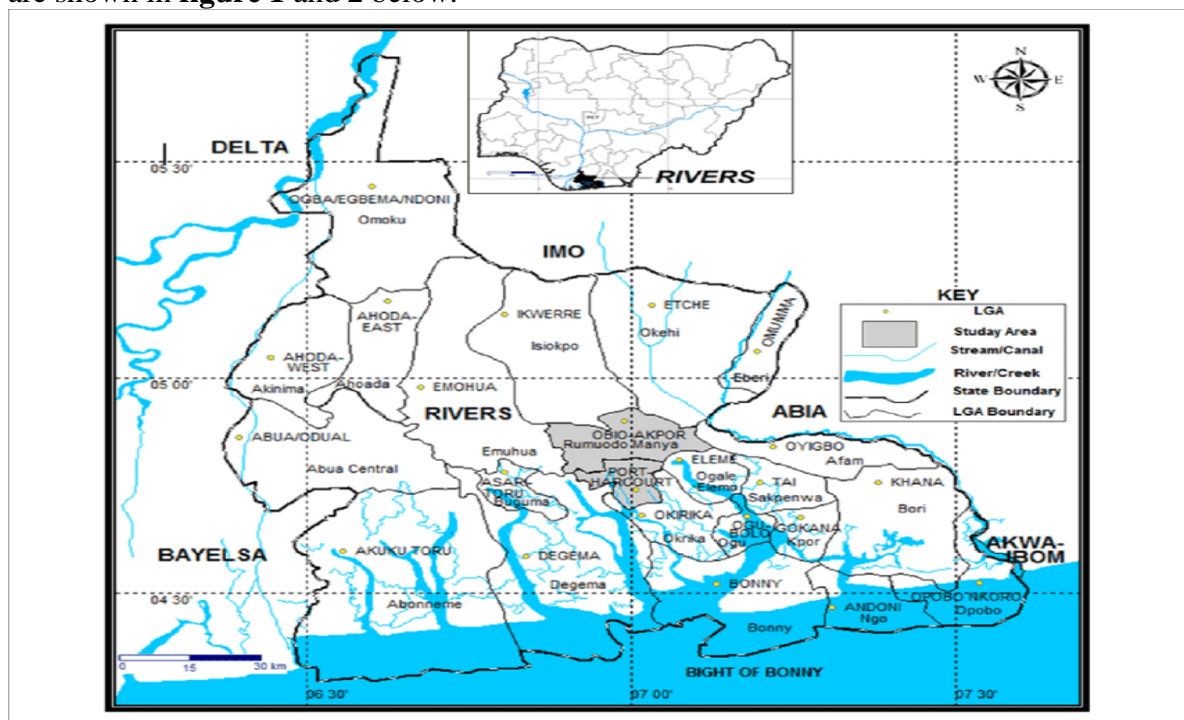 are shown in figure 1 and 2 below.
N
W E
S
DELTA
05 30'
RIVERS
OGBA/EGBEMA/NDONI
Omoku
IMO
KEY
LGA
Studay Area
Stream/Canal
River/Creek
State Boundary
LGA Boundary
AHODA-
EAST
IKWERRE
ETCHE
Okehi
OMUMMA
Isiokpo
AHODA-
WEST
Eberi
05 00'
Akinima
Ahoada
EMOHUA
RIVERS
ABIA
ABUA/ODUAL
OBIO-AKPOR
Rumuodo Manya
OYIGBO
Emuhua
ELEME
Afam
Abua Central
PORT-
HARCOURT
Ogale
Elemo
ASARI-
TORU
Buguma
TAI
Sakpenwa
KHANA
Bori
OKIRIKA
Okrika
OGU-
BOLO
Ogu
GOKANA
Kpor
BAYELSA
AKUKU TORU
DEGEMA
AKWA-
IBOM
Degema
BONNY
04 30'
Abonneme
OPOBO NKORO
Opobo
ANDONI
Ngo
Bonny
0 15 30 km
BIGHT OF BONNY
06 30'
07 00'
07 30'